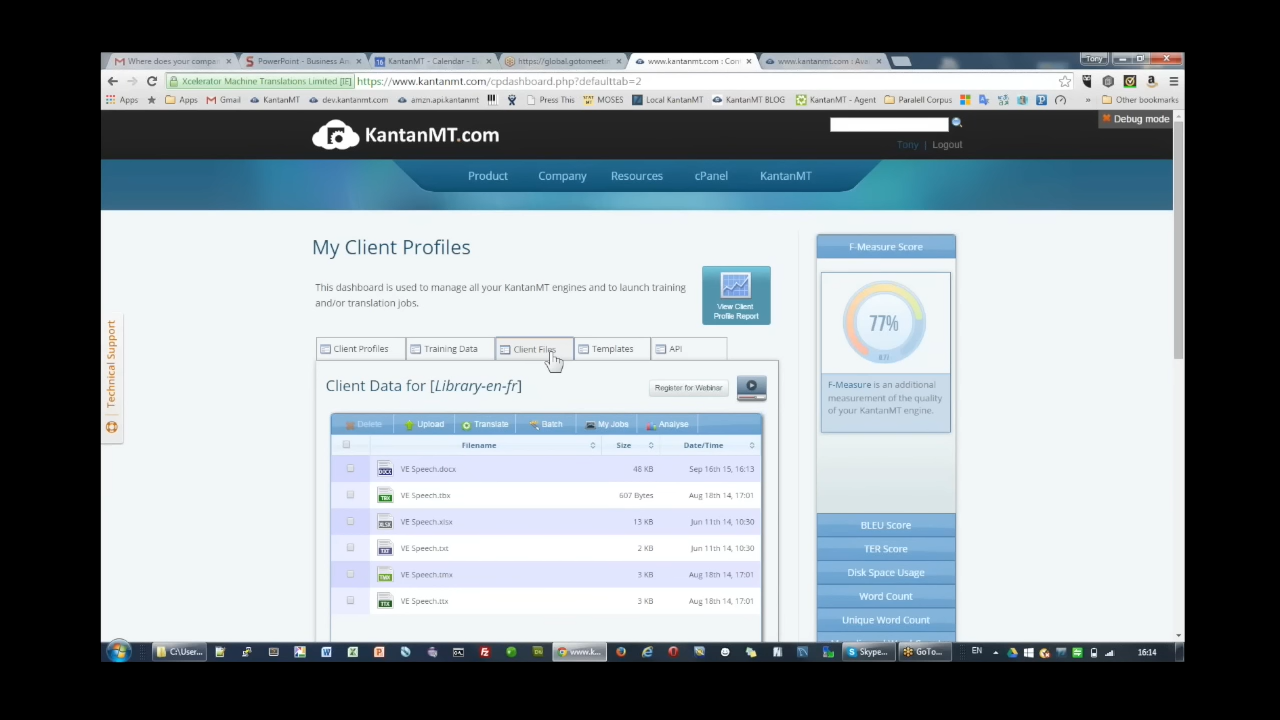 Where does your compa
PowerPoint - Business An
KantanMT - Calendar - E
https://global.gotomeetin
www.kantanmt.com : Con
www.kantanmt.com : Ava
Tony
Xcelerator Machine Translations Limited [IE]
https://www.kantanmt.com/cpdashboard.php?defaulttab=2
Apps
Apps
Gmail
KantanMT
dev.kantanmt.com
amzn.api.kantanmt
Press This
MOSES
Local KantanMT
KantanMT BLOG
KantanMT - Agent
Paralell Corpus
»
Other bookmarks
Debug mode
KantanMT.com
Tony | Logout
Product
Company
Resources
cPanel
KantanMT
My Client Profiles
This dashboard is used to manage all your KantanMT engines and to launch training
and/or translation jobs.
View Client
Profile Report
Client Profiles
Training Data
Client Files
Templates
API
Client Data for [Library-en-fr]
Register for Webinar
Delete
Upload
Translate
Batch
My Jobs
Analyse
Filename
Size
Date/Time
VE Speech.docx 48 KB Sep 16th 15, 16:13
VE Speech.tbx 607 Bytes Aug 18th 14, 17:01
VE Speech.xlsx 13 KB Jun 11th 14, 10:30
VE Speech.txt 2 KB Jun 11th 14, 10:30
VE Speech.tmx 3 KB Aug 18th 14, 17:01
VE Speech.ttx 3 KB Aug 18th 14, 17:01
Technical Support
F-Measure Score
77%
F-Measure is an additional
measurement of the quality
of your KantanMT engine.
BLEU Score
TER Score
Disk Space Usage
Word Count
Unique Word Count
C:\User...
www.k...
Skype...
GoTo...
EN
16:14